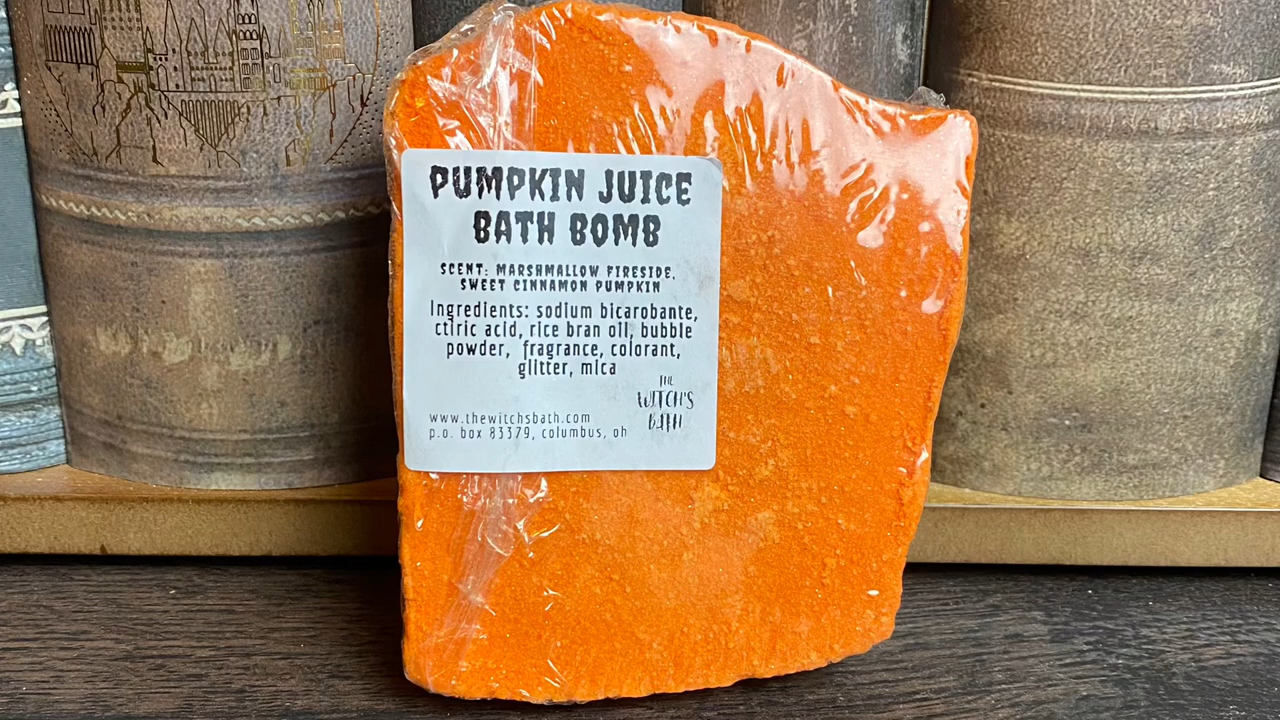 PUMPKIN JUICE
BATH BOMB
SCENT: MARSHMALLOW FIRESIDE,
SWEET CINNAMON PUMPKIN
Ingredients: sodium bicarobante,
ctiric acid, rice bran oil, bubble
powder, fragrance, colorant,
glitter, mica
THE
WITCH'S
BATH
www.thewitchsbath.com
p.o. box 83379, columbus, oh